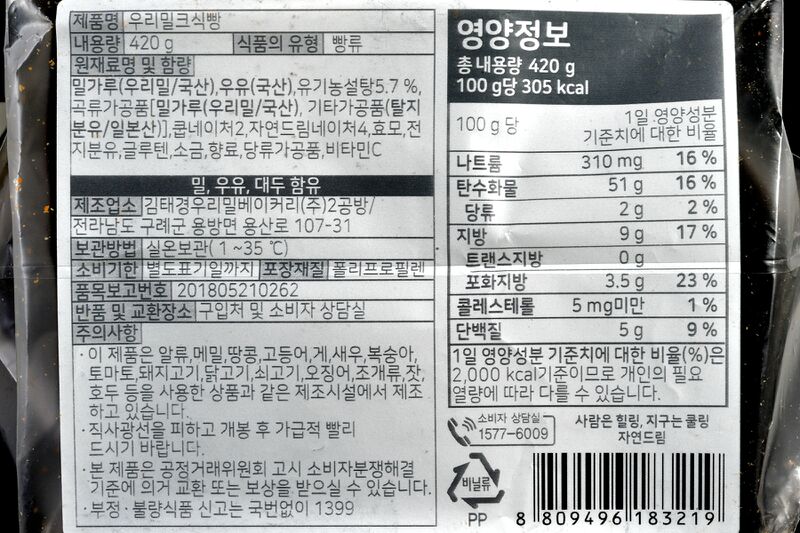 제품명 우리밀크식빵
내용량 420 g 식품의 유형 빵류
원재료명 및 함량
밀가루(우리밀/국산),우유(국산),유기농설탕5.7 %,
곡류가공품[밀가루(우리밀/국산), 기타가공품(탈지
분유/일본산)],쿱네이처2,자연드림네이처4,효모,전
지분유,글루텐,소금,향료,당류가공품,비타민C
밀, 우유, 대두 함유
제조업소 김태경우리밀베이커리(주)2공방/
전라남도 구례군 용방면 용산로 107-31
보관방법 실온보관(1 ~35 ℃)
소비기한 별도표기일까지 포장재질 폴리프로필렌
품목보고번호 201805210262
반품 및 교환장소 구입처 및 소비자 상담실
주의사항
· 이 제품은 알류,메밀,땅콩,고등어,게,새우,복숭아,
토마토,돼지고기,닭고기,쇠고기,오징어,조개류,잣,
호두 등을 사용한 상품과 같은 제조시설에서 제조
하고 있습니다.
· 직사광선을 피하고 개봉 후 가급적 빨리
드시기 바랍니다.
· 본 제품은 공정거래위원회 고시 소비자분쟁해결
기준에 의거 교환 또는 보상을 받으실 수 있습니다.
· 부정 · 불량식품 신고는 국번없이 1399
영양정보
총 내용량 420 g
100 g당 305 kcal
100 g 당 1일 영양성분
기준치에 대한 비율
나트륨 310 mg 16 %
탄수화물 51 g 16 %
당류 2 g 2 %
지방 9 g 17 %
트랜스지방 0 g
포화지방 3.5 g 23 %
콜레스테롤 5 mg미만 1 %
단백질 5 g 9 %
1일 영양성분 기준치에 대한 비율(%)은
2,000 kcal기준이므로 개인의 필요
열량에 따라 다를 수 있습니다.
소비자 상담실
1577-6009
사람은 힐링, 지구는 쿨링
자연드림
비닐류
PP
8 809496 183219